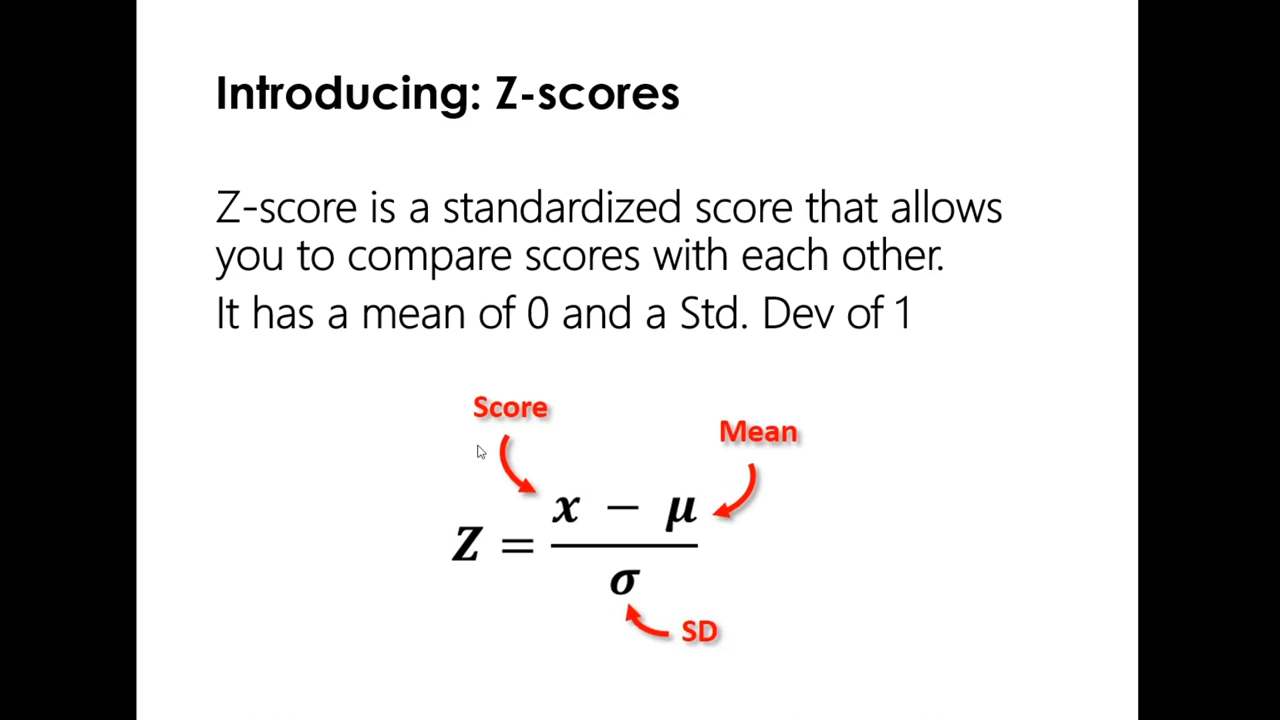 Introducing: Z-scores
Z-score is a standardized score that allows
you to compare scores with each other.
It has a mean of 0 and a Std. Dev of 1
Score
Mean
x − μ
Z =
σ
SD